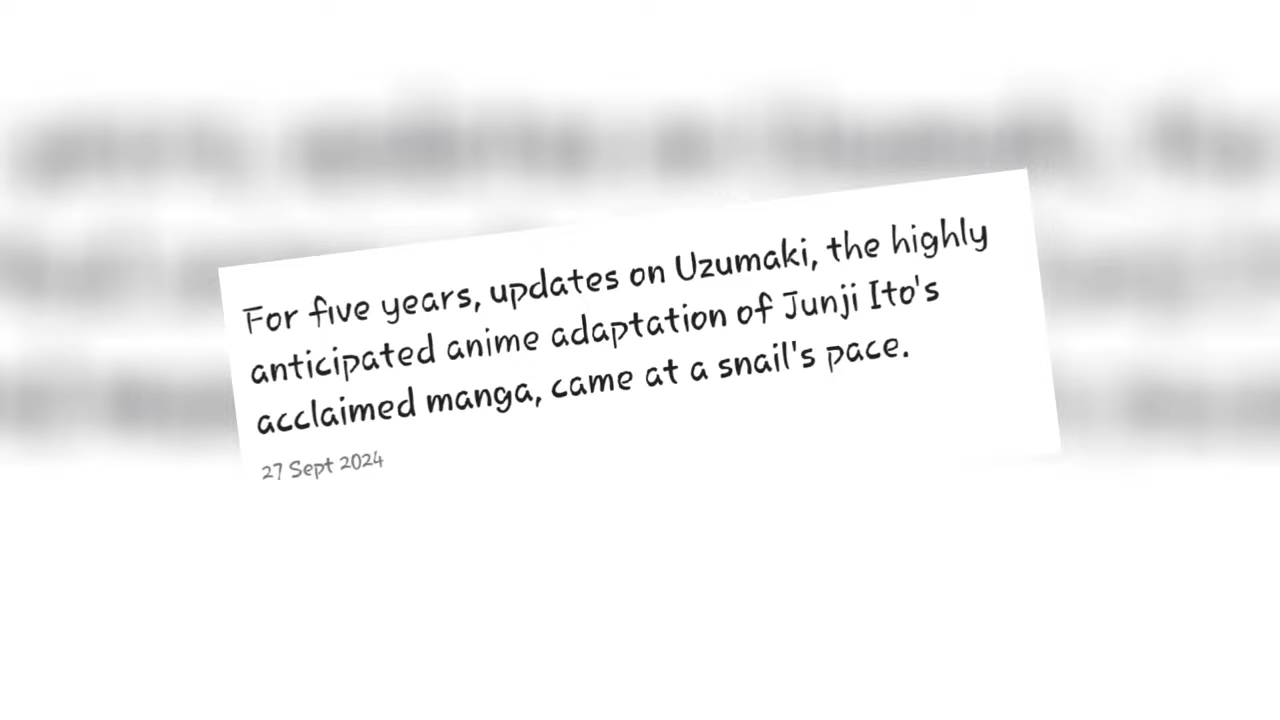 For five years, updates on Uzumaki, the highly
anticipated anime adaptation of Junji Ito's
acclaimed manga, came at a snail's pace.
27 Sept 2024